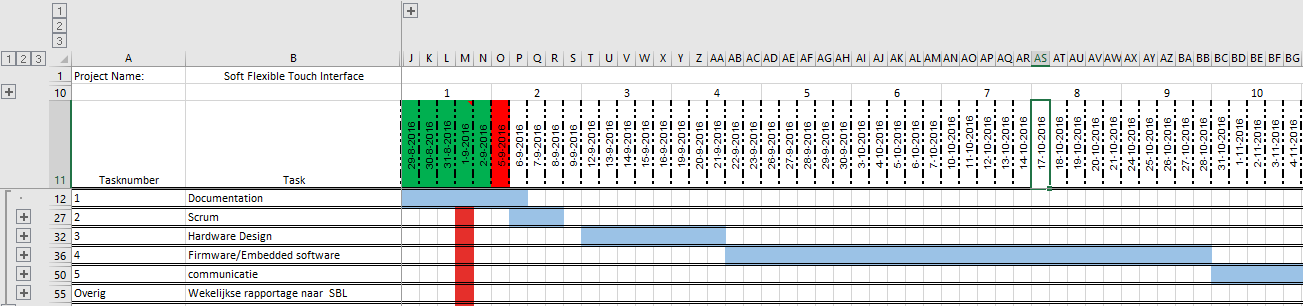 1
2
3
1 2 3 A B J K L M N O P Q R S T U V W X Y Z AA AB AC AD AE AF AG AH AI AJ AK AL AM AN AO AP AQ AR AS AT AU AV AW AX AY AZ BA BB BC BD BE BF BG
1 Project Name: Soft Flexible Touch Interface
10 1 2 3 4 5 6 7 8 9 10
11 Tasknumber Task 29-8-2016 30-8-2016 31-8-2016 1-9-2016 2-9-2016 5-9-2016 6-9-2016 7-9-2016 8-9-2016 9-9-2016 12-9-2016 13-9-2016 14-9-2016 15-9-2016 16-9-2016 19-9-2016 20-9-2016 21-9-2016 22-9-2016 23-9-2016 26-9-2016 27-9-2016 28-9-2016 29-9-2016 30-9-2016 3-10-2016 4-10-2016 5-10-2016 6-10-2016 7-10-2016 10-10-2016 11-10-2016 12-10-2016 13-10-2016 14-10-2016 17-10-2016 18-10-2016 19-10-2016 20-10-2016 21-10-2016 24-10-2016 25-10-2016 26-10-2016 27-10-2016 28-10-2016 31-10-2016 1-11-2016 2-11-2016 3-11-2016 4-11-2016
12 1 Documentation
27 2 Scrum
32 3 Hardware Design
36 4 Firmware/Embedded software
50 5 communicatie
55 Overig Wekelijkse rapportage naar SBL